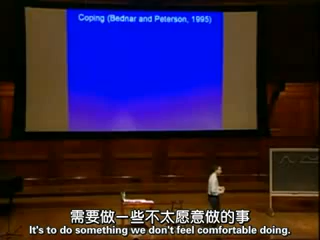 Coping (Bednar and Peterson, 1995)
需要做一些不太愿意做的事
It's to do something we don't feel comfortable doing.